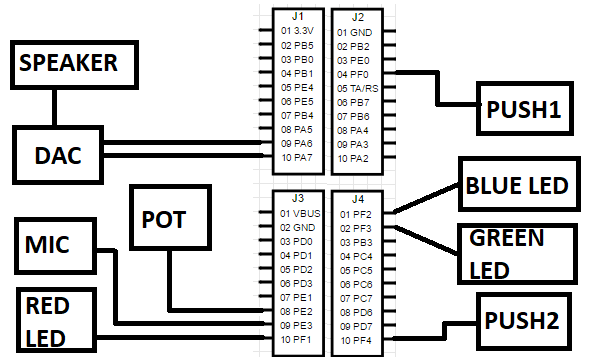 SPEAKER
DAC
POT
MIC
RED
LED
J1
01 3.3V
02 PB5
03 PB0
04 PB1
05 PE4
06 PE5
07 PB4
08 PA5
09 PA6
10 PA7
J2
01 GND
02 PB2
03 PE0
04 PF0
05 TA/RS
06 PB7
07 PB6
08 PA4
09 PA3
10 PA2
J3
01 VBUS
02 GND
03 PD0
04 PD1
05 PD2
06 PD3
07 PE1
08 PE2
09 PE3
10 PF1
J4
01 PF2
02 PF3
03 PB3
04 PC4
05 PC5
06 PC6
07 PC7
08 PD6
09 PD7
10 PF4
PUSH1
BLUE LED
GREEN
LED
PUSH2